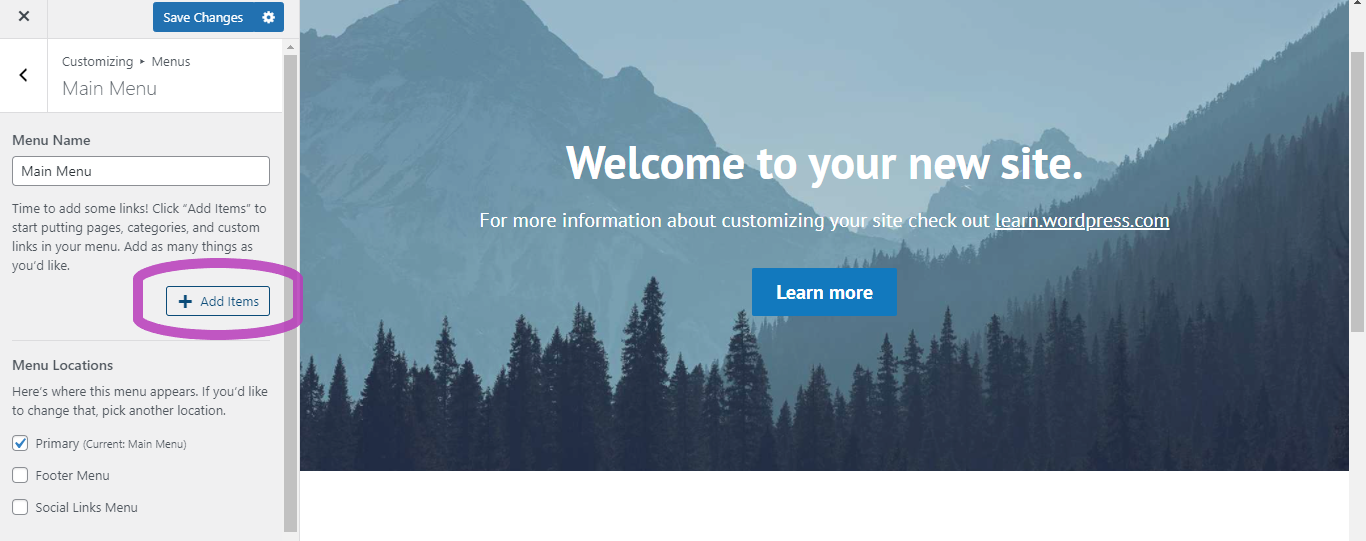 Save Changes
Customizing ▸ Menus
Main Menu
Menu Name
Main Menu
Time to add some links! Click “Add Items” to
start putting pages, categories, and custom
links in your menu. Add as many things as
you’d like.
Add Items
Menu Locations
Here’s where this menu appears. If you’d like
to change that, pick another location.
Primary (Current: Main Menu)
Footer Menu
Social Links Menu
Welcome to your new site.
For more information about customizing your site check out learn.wordpress.com
Learn more